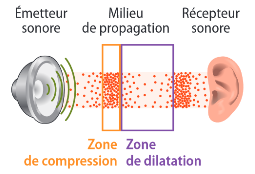 Émetteur
sonore
Milieu
de propagation
Récepteur
sonore
Zone
de compression
Zone
de dilatation